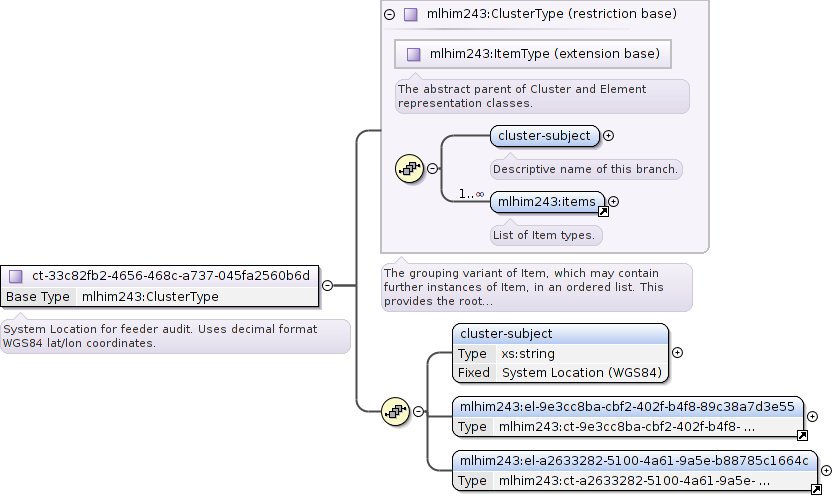 mlhim243:ClusterType (restriction base)
mlhim243:ItemType (extension base)
The abstract parent of Cluster and Element
representation classes.
cluster-subject
Descriptive name of this branch.
1..∞
mlhim243:items
List of Item types.
The grouping variant of Item, which may contain
further instances of Item, in an ordered list. This
provides the root...
ct-33c82fb2-4656-468c-a737-045fa2560b6d
Base Type mlhim243:ClusterType
System Location for feeder audit. Uses decimal format
WGS84 lat/lon coordinates.
cluster-subject
Type xs:string
Fixed System Location (WGS84)
mlhim243:el-9e3cc8ba-cbf2-402f-b4f8-89c38a7d3e55
Type mlhim243:ct-9e3cc8ba-cbf2-402f-b4f8- ...
mlhim243:el-a2633282-5100-4a61-9a5e-b88785c1664c
Type mlhim243:ct-a2633282-5100-4a61-9a5e- ...